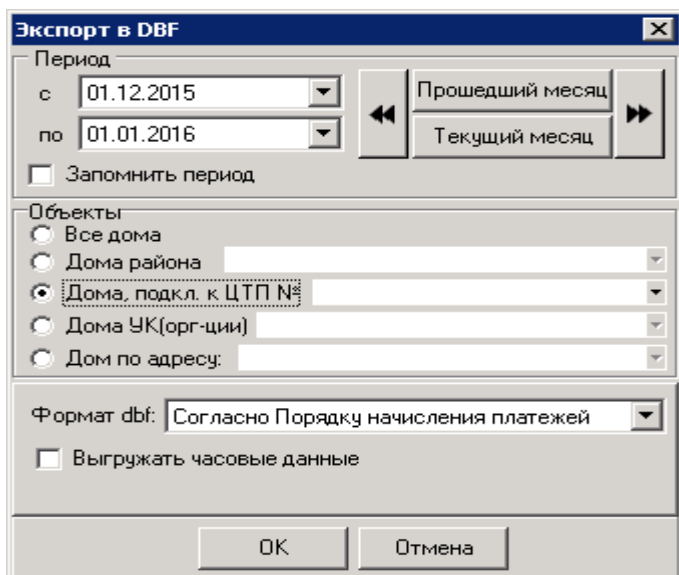 Экспорт в DBF
Период
с 01.12.2015
Прошедший месяц
по 01.01.2016
Текущий месяц
Запомнить период
Объекты
Все дома
Дома района
Дома, подкл. к ЦТП №
Дома УК(орг-ции)
Дом по адресу:
Формат dbf: Согласно Порядку начисления платежей
Выгружать часовые данные
OK Отмена